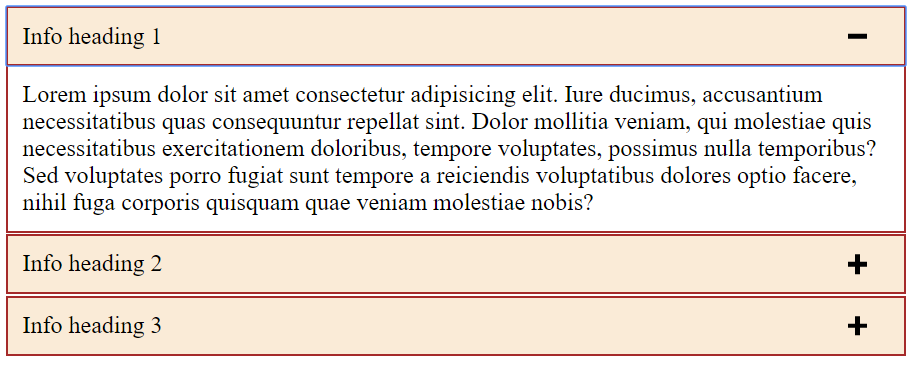 Info heading 1
Lorem ipsum dolor sit amet consectetur adipisicing elit. Iure ducimus, accusantium
necessitatibus quas consequuntur repellat sint. Dolor mollitia veniam, qui molestiae quis
necessitatibus exercitationem doloribus, tempore voluptates, possimus nulla temporibus?
Sed voluptates porro fugiat sunt tempore a reiciendis voluptatibus dolores optio facere,
nihil fuga corporis quisquam quae veniam molestiae nobis?
Info heading 2
Info heading 3